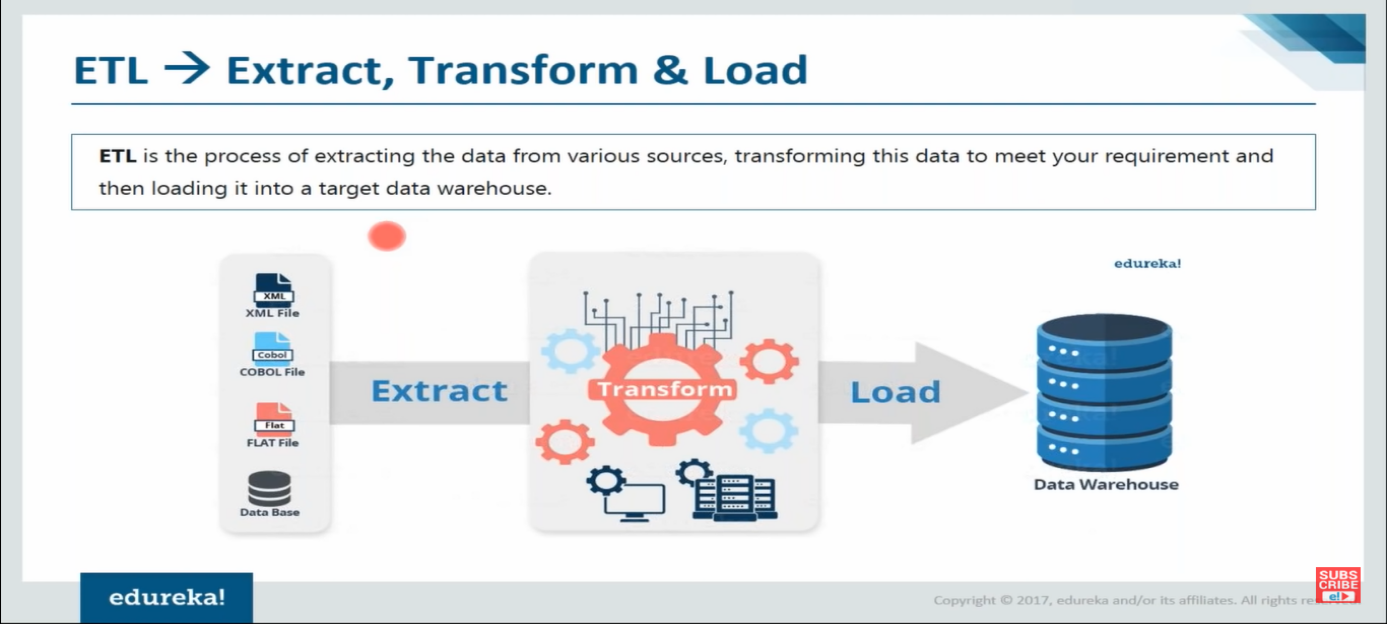 ETL → Extract, Transform & Load
ETL is the process of extracting the data from various sources, transforming this data to meet your requirement and
then loading it into a target data warehouse.
edureka!
XML
XML File
Cobol
COBOL File
Extract
Transform
Load
Flat
FLAT File
Data Warehouse
Data Base
SUBS
CRIBE
e!
edureka!
Copyright © 2017, edureka and/or its affiliates. All rights